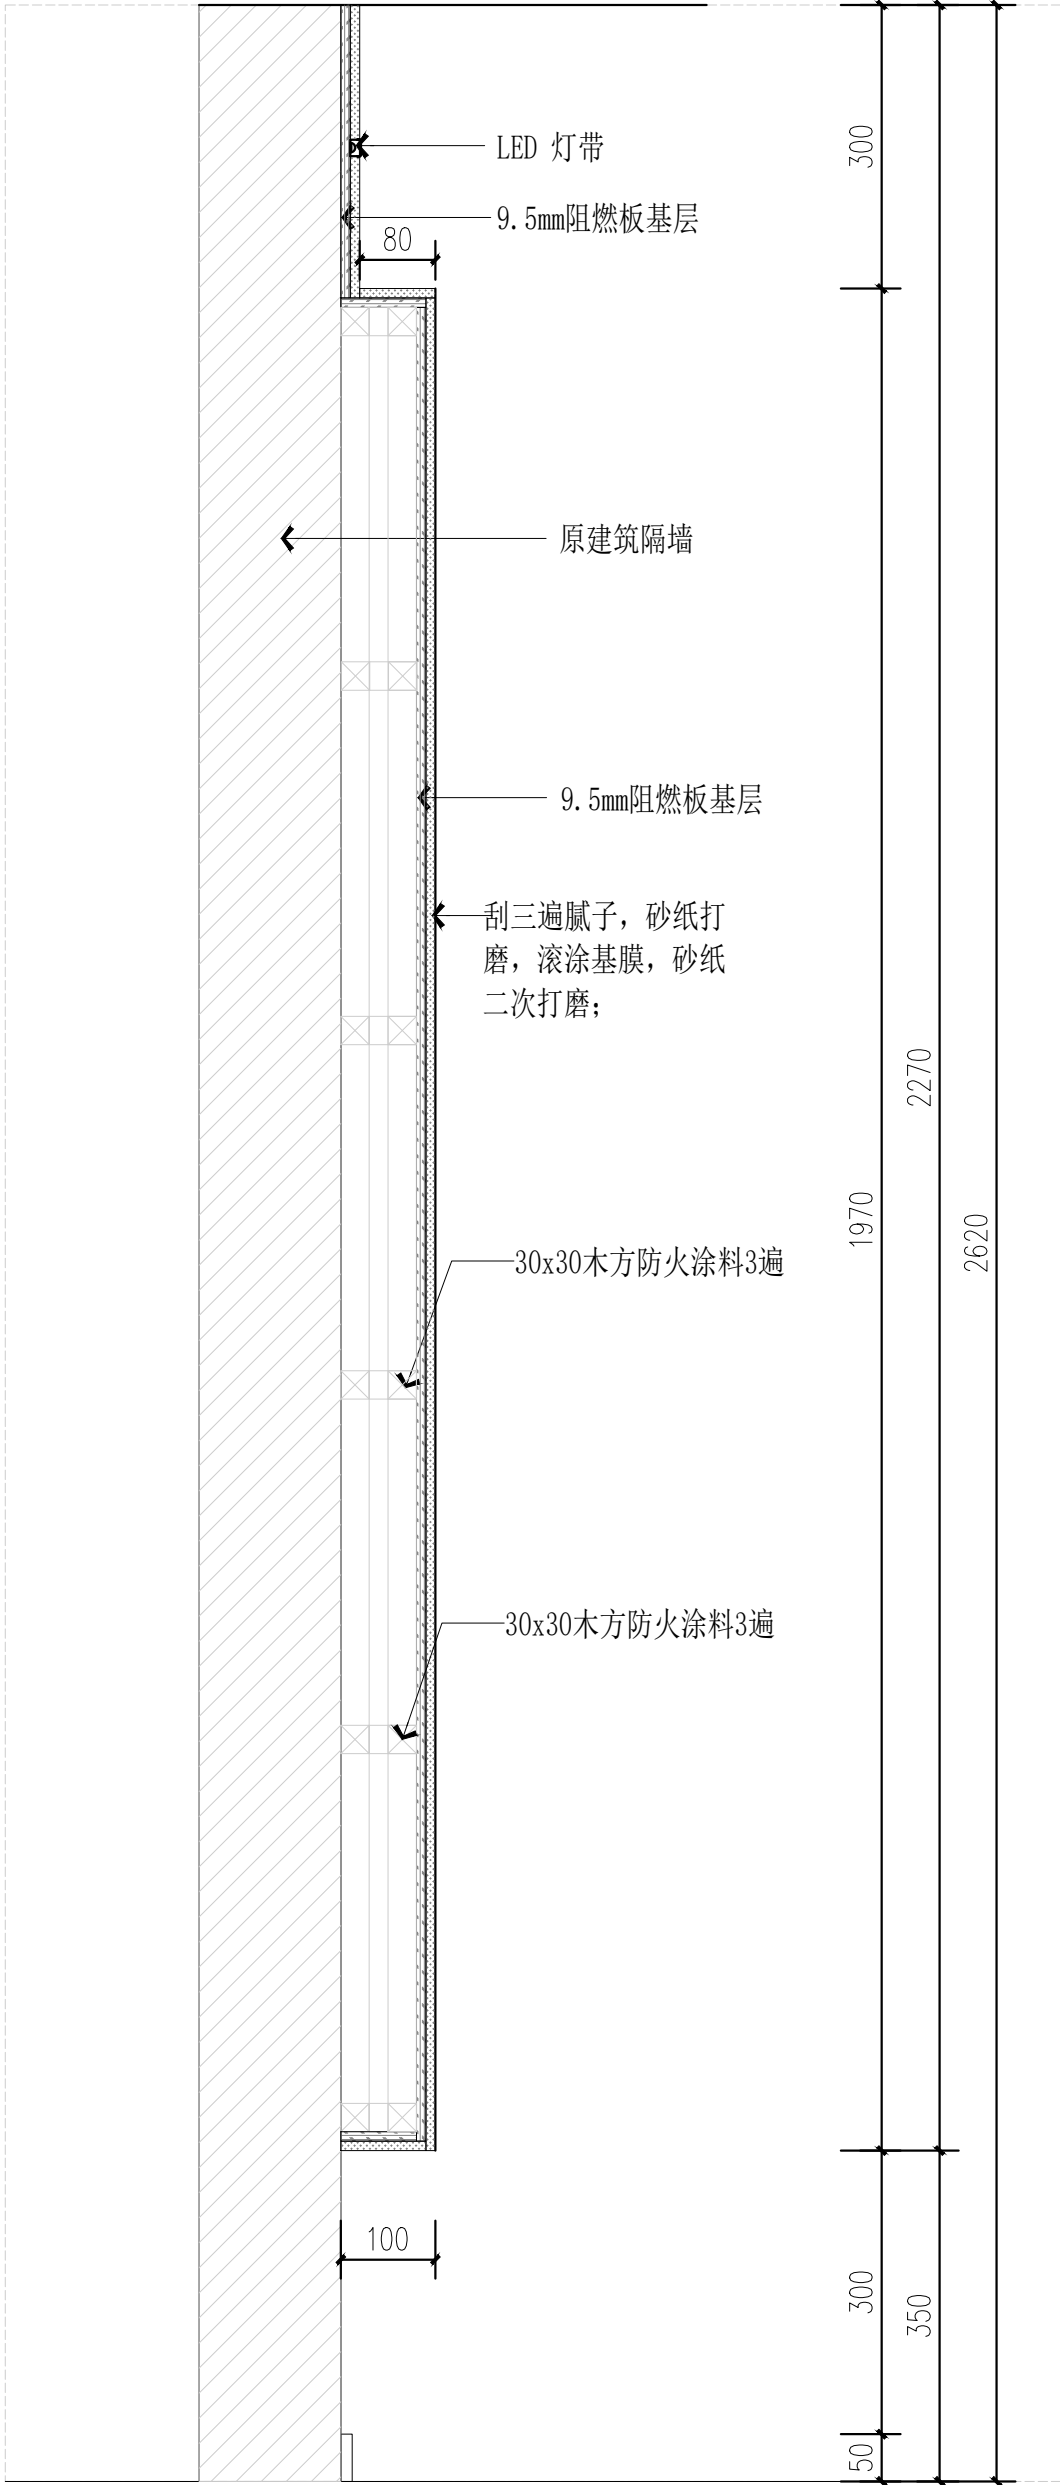 LED 灯带
300
9.5mm阻燃板基层
80
原建筑隔墙
9.5mm阻燃板基层
刮三遍腻子，砂纸打
磨，滚涂基膜，砂纸
二次打磨；
2270
1970
2620
30x30木方防火涂料3遍
30x30木方防火涂料3遍
100
300
350
50